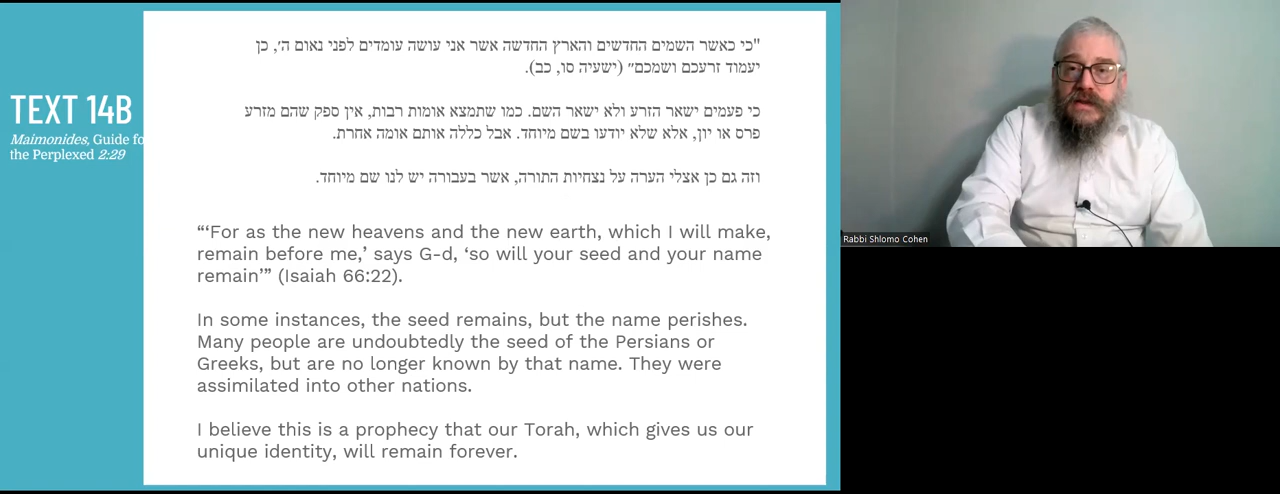 TEXT 14B
Maimonides, Guide fo
the Perplexed 2:29
"כי כאשר השמים החדשים והארץ החדשה אשר אני עושה עומדים לפני נאום ה׳, כן
יעמוד זרעכם ושמכם״ (ישעיה סו, כב).
כי פעמים ישאר הזרע ולא ישאר השם. כמו שתמצא אומות רבות, אין ספק שהם מזרע
פרס או יון, אלא שלא יודעו בשם מיוחד. אבל כללה אותם אומה אחרת.
וזה גם כן אצלי הערה על נצחיות התורה, אשר בעבורה יש לנו שם מיוחד.
“‘For as the new heavens and the new earth, which I will make,
remain before me,’ says G-d, ‘so will your seed and your name
remain’” (Isaiah 66:22).
In some instances, the seed remains, but the name perishes.
Many people are undoubtedly the seed of the Persians or
Greeks, but are no longer known by that name. They were
assimilated into other nations.
I believe this is a prophecy that our Torah, which gives us our
unique identity, will remain forever.
Rabbi Shlomo Cohen